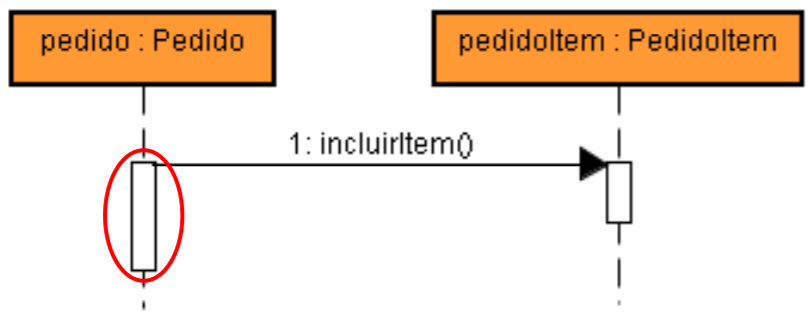 pedido : Pedido
pedidoItem : PedidoItem
1: incluirItem()